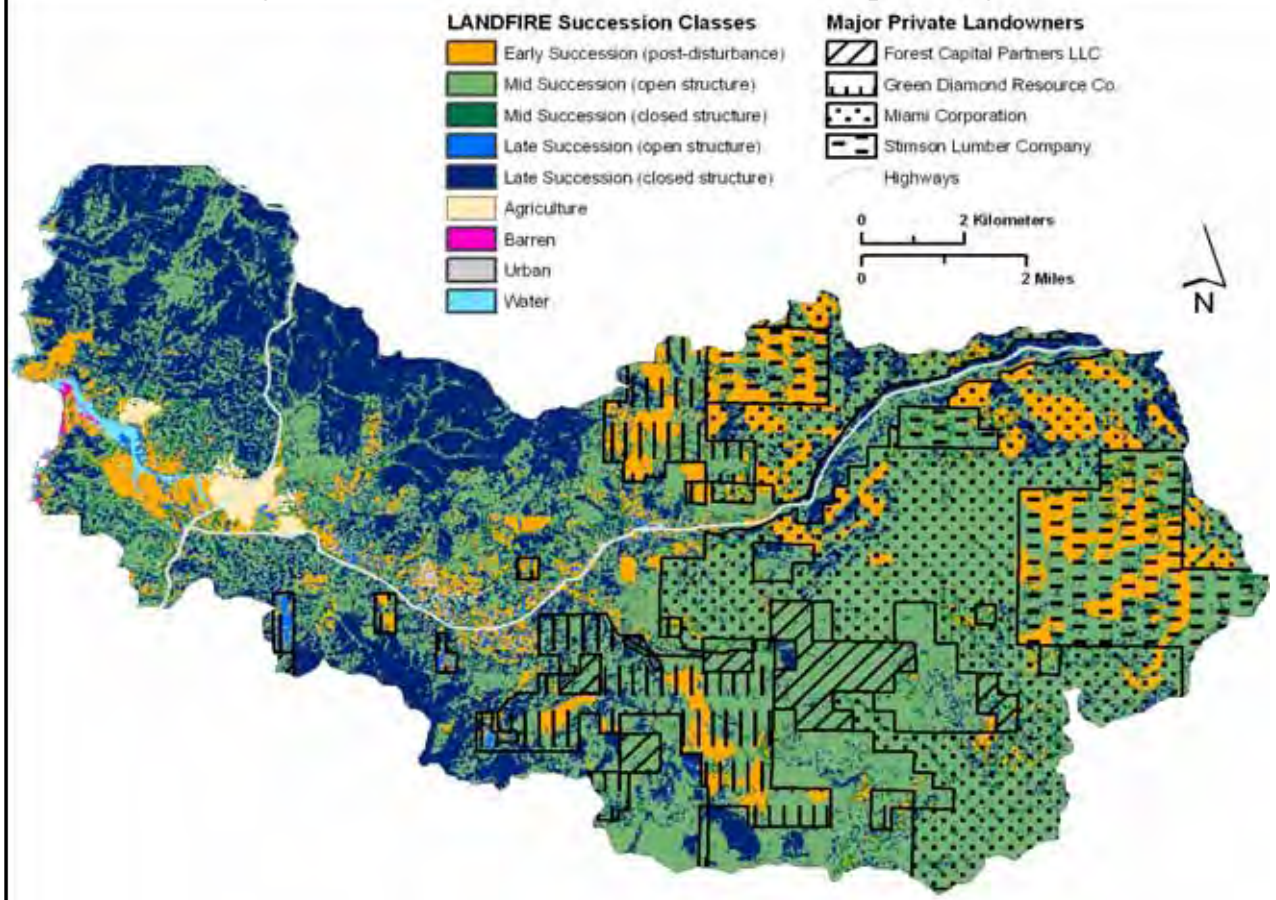 LANDFIRE Succession Classes
Early Succession (post-disturbance)
Mid Succession (open structure)
Mid Succession (closed structure)
Late Succession (open structure)
Late Succession (closed structure)
Agriculture
Barren
Urban
Water
Major Private Landowners
Forest Capital Partners LLC
Green Diamond Resource Co.
Miami Corporation
Stimson Lumber Company
Highways
0 2 Kilometers
0 2 Miles
N